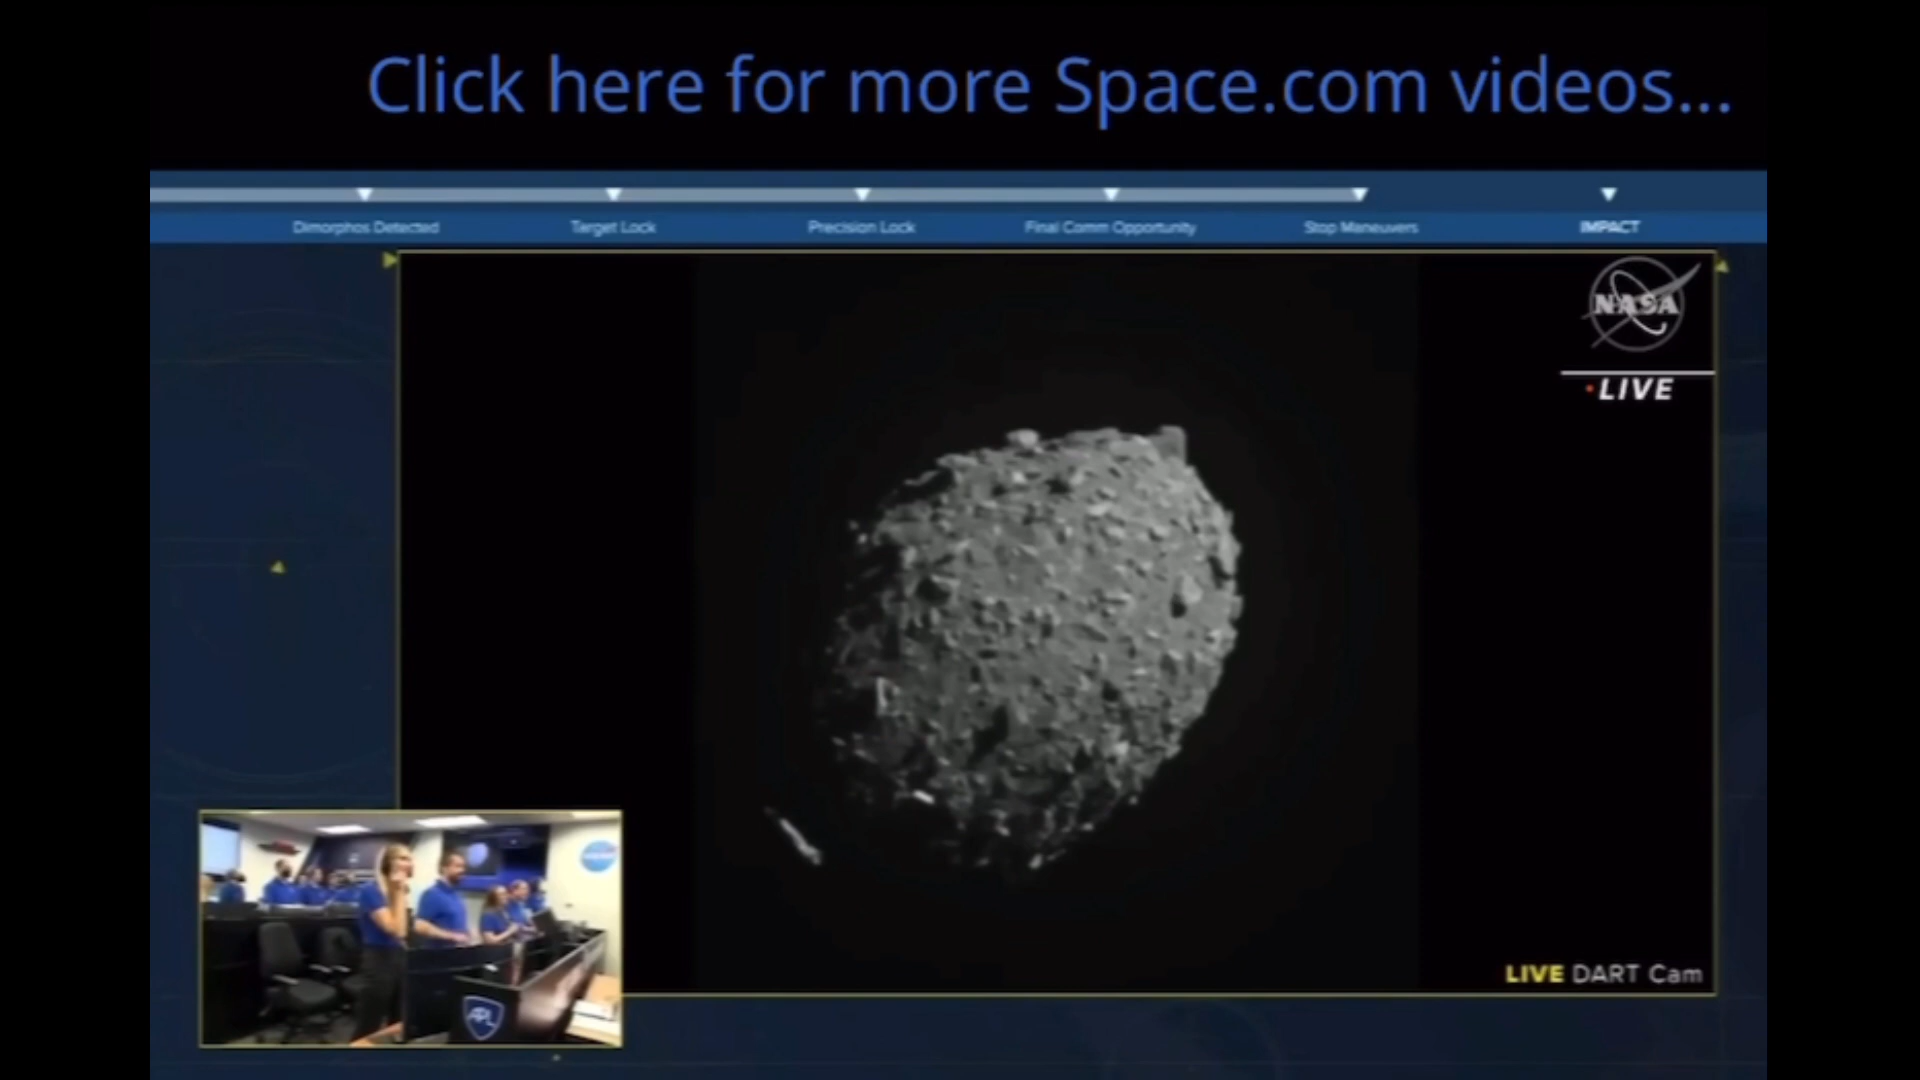 Click here for more Space.com videos...
Dimorphos Detected
Target Lock
Precision Lock
Final Comm Opportunity
Stop Maneuvers
IMPACT
NASA
LIVE
LIVE DART Cam
APL